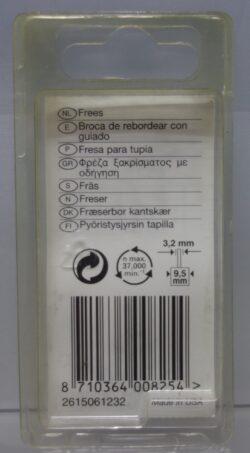 NL Frees
E Broca de rebordear con
guiado
P Fresa para tupia
GR Φρέζα ξακρίσματος με
οδήγηση
S Fräs
N Freser
DK Fræserbor kantskær
FI Pyöristysjyrsin tapilla
3,2 mm
n max.
37,000
min.
9,5
mm
8 710364 008254 >
2615061232
Made in USA